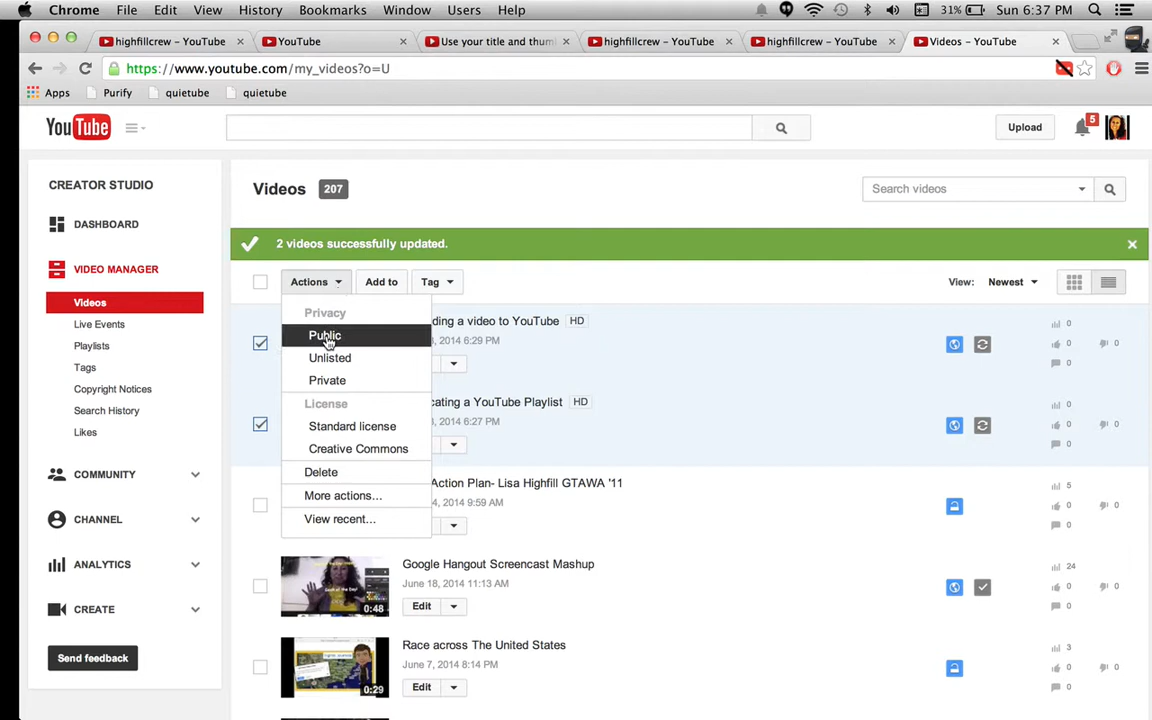 Chrome File Edit View History Bookmarks Window Users Help 31% Sun 6:37 PM
highfillcrew – YouTube
YouTube
Use your title and thum
highfillcrew – YouTube
highfillcrew – YouTube
Videos – YouTube
https://www.youtube.com/my_videos?o=U
Apps Purify quietube quietube
YouTube
Upload
5
CREATOR STUDIO
DASHBOARD
VIDEO MANAGER
Videos
Live Events
Playlists
Tags
Copyright Notices
Search History
Likes
COMMUNITY
CHANNEL
ANALYTICS
CREATE
Send feedback
Videos 207
Search videos
2 videos successfully updated.
Actions Add to Tag View: Newest
Privacy
Public
Unlisted
Private
License
Standard license
Creative Commons
Delete
More actions...
View recent...
ding a video to YouTube HD
, 2014 6:29 PM
0
0 0
0
cating a YouTube Playlist HD
, 2014 6:27 PM
0
0 0
0
Action Plan- Lisa Highfill GTAWA '11
, 2014 9:59 AM
5
0 0
0
Google Hangout Screencast Mashup
June 18, 2014 11:13 AM
Edit
0:48
24
0 0
0
Race across The United States
June 7, 2014 8:14 PM
Edit
0:29
3
0 0
0